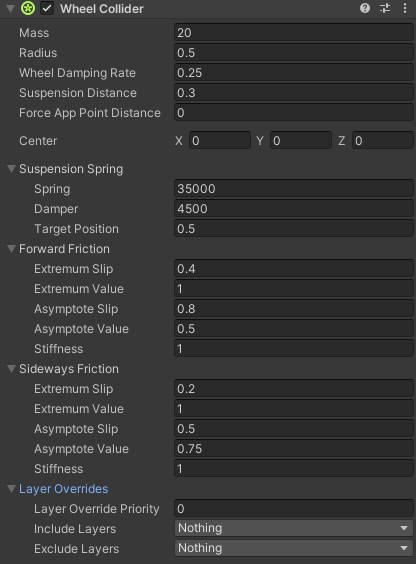 Wheel Collider
Mass 20
Radius 0.5
Wheel Damping Rate 0.25
Suspension Distance 0.3
Force App Point Distance 0
Center X 0 Y 0 Z 0
Suspension Spring
Spring 35000
Damper 4500
Target Position 0.5
Forward Friction
Extremum Slip 0.4
Extremum Value 1
Asymptote Slip 0.8
Asymptote Value 0.5
Stiffness 1
Sideways Friction
Extremum Slip 0.2
Extremum Value 1
Asymptote Slip 0.5
Asymptote Value 0.75
Stiffness 1
Layer Overrides
Layer Override Priority 0
Include Layers Nothing
Exclude Layers Nothing